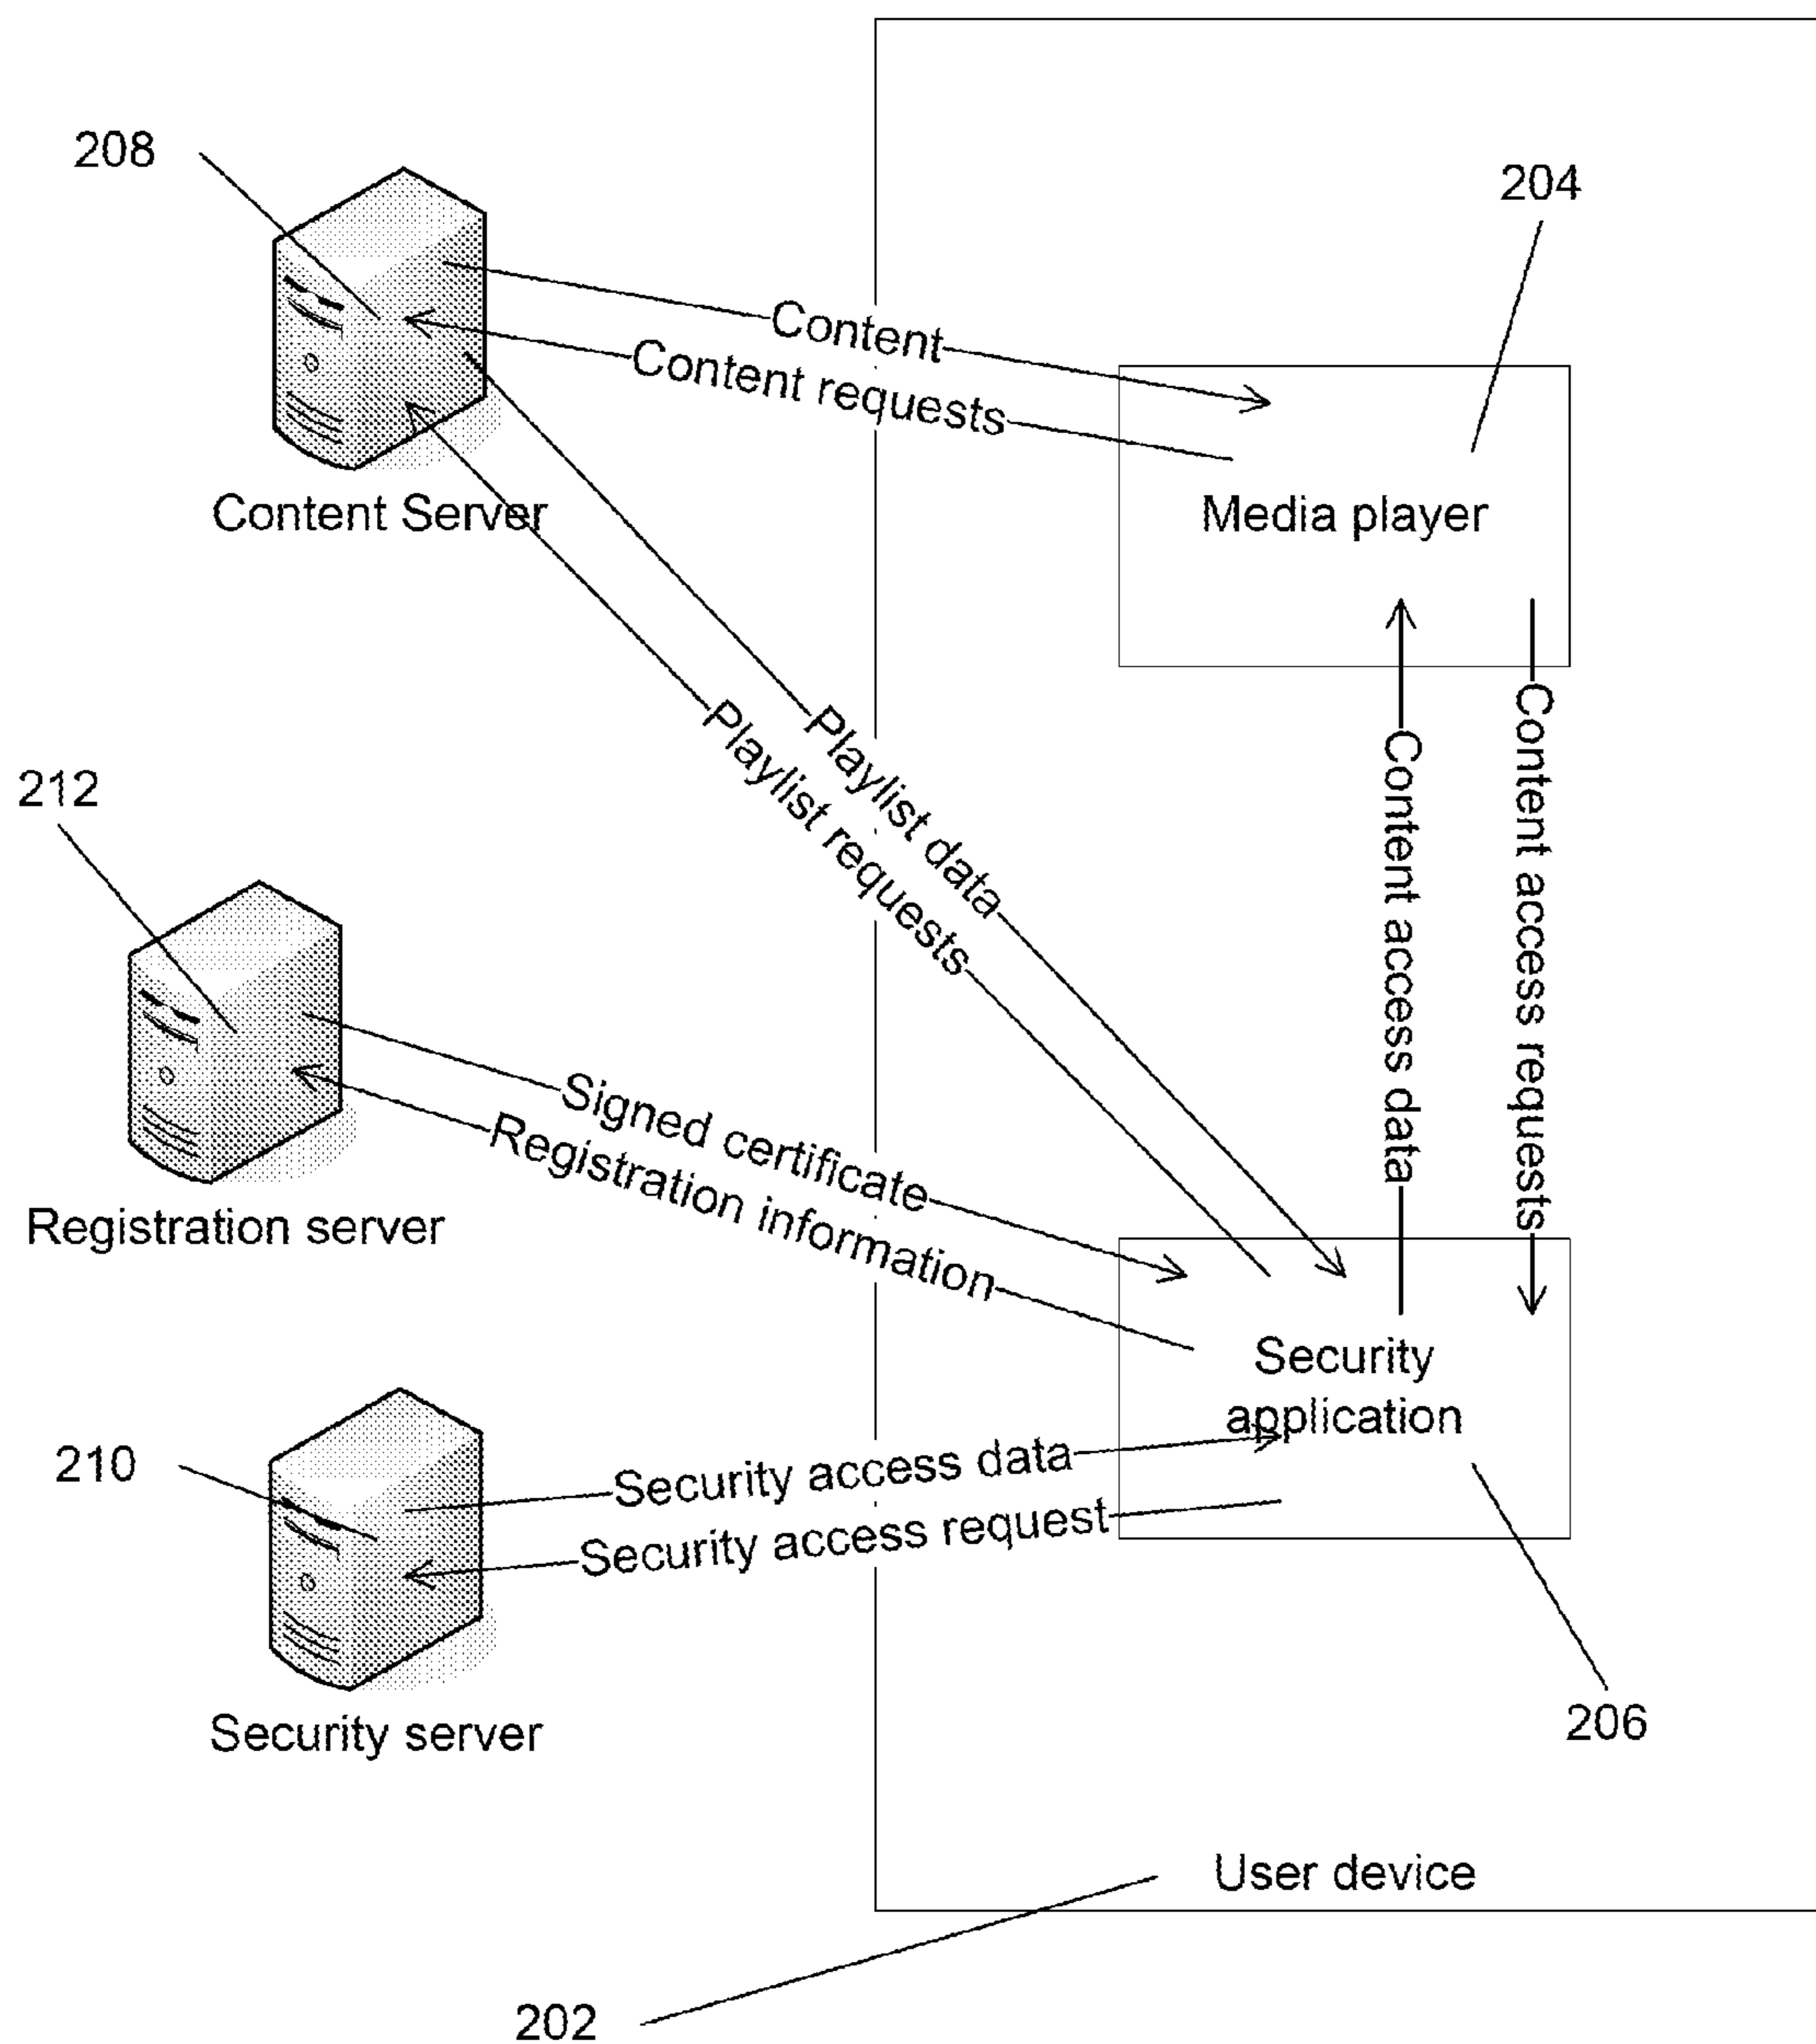 208
204
Content
Content requests
Content Server
Media player
Playlist data
Playlist requests
Content access data
Content access requests
212
Signed certificate
Registration information
Registration server
Security
application
210
Security access data
Security access request
Security server
206
User device
202